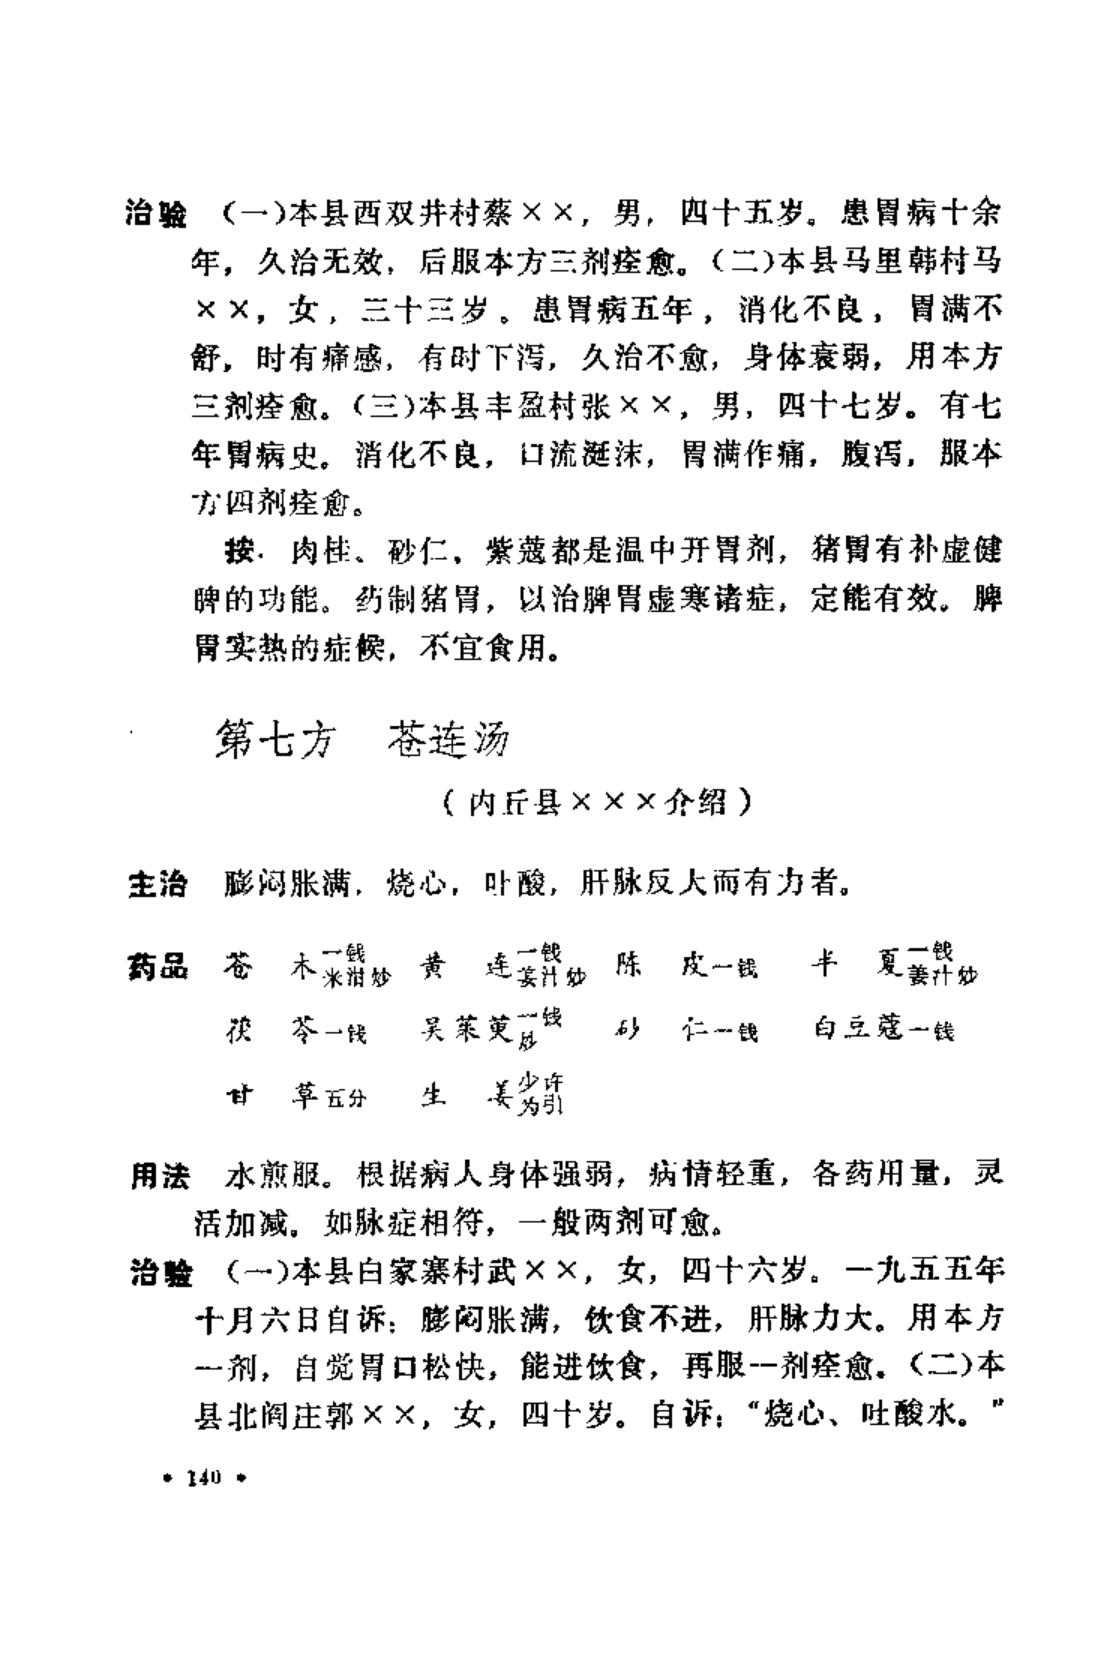 治验　（一）本县西双井村蔡××，男，四十五岁。患胃病十余
年，久治无效，后服本方三剂痊愈。（二）本县马里韩村马
××，女，三十三岁。患胃病五年，消化不良，胃满不
舒，时有痛感，有时下泻，久治不愈，身体衰弱，用本方
三剂痊愈。（三）本县丰盈村张××，男，四十七岁。有七
年胃病史。消化不良，口流涎沫，胃满作痛，腹泻，服本
方四剂痊愈。
按．肉桂、砂仁、紫蔻都是温中开胃剂，猪胃有补虚健
脾的功能。药制猪胃，以治脾胃虚寒诸症，定能有效。脾
胃实热的症候，不宜食用。
第七方　苍连汤
（内丘县×××介绍）
主治　膨闷胀满，烧心，吐酸，肝脉反大而有力者。
药品　苍术一钱米泔炒　黄连一钱姜汁炒　陈皮一钱　半夏一钱姜汁炒
茯苓一钱　吴茱萸一钱炒　砂仁一钱　白豆蔻一钱
甘草五分　生姜少许为引
用法　水煎服。根据病人身体强弱，病情轻重，各药用量，灵
活加减。如脉症相符，一般两剂可愈。
治验　（一）本县白家寨村武××，女，四十六岁。一九五五年
十月六日自诉：膨闷胀满，饮食不进，肝脉力大。用本方
一剂，自觉胃口松快，能进饮食，再服一剂痊愈。（二）本
县北阎庄郭××，女，四十岁。自诉：“烧心、吐酸水。”
• 140 •